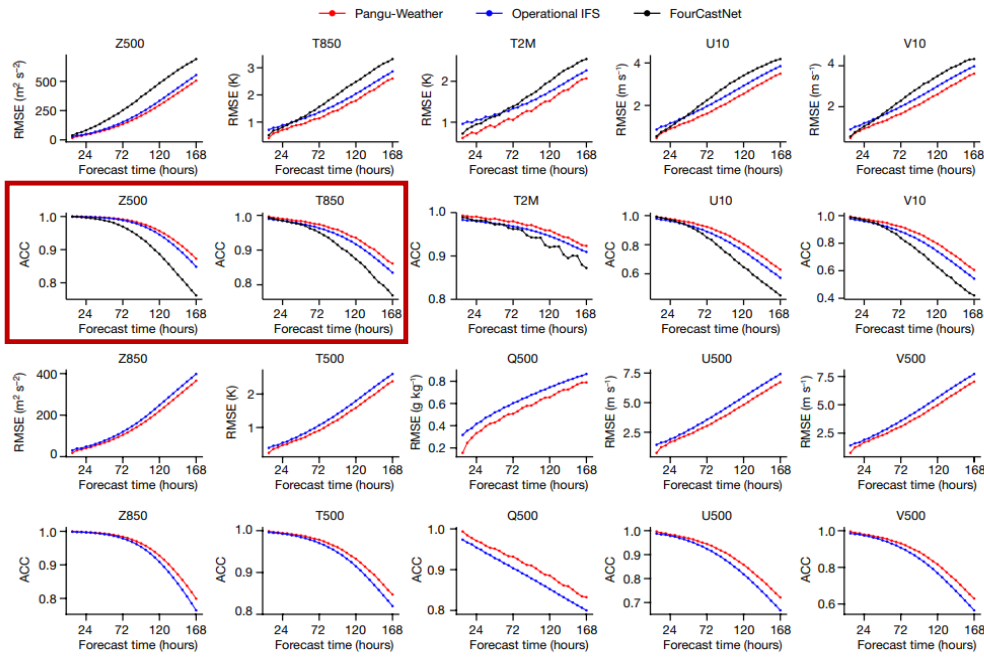 Pangu-Weather Operational IFS FourCastNet
Z500 T850 T2M U10 V10
RMSE (m² s⁻²) 500 250 0
RMSE (K) 3 2 1
RMSE (K) 2 1
RMSE (m s⁻¹) 4 2
RMSE (m s⁻¹) 4 2
24 72 120 168 24 72 120 168 24 72 120 168 24 72 120 168 24 72 120 168
Forecast time (hours) Forecast time (hours) Forecast time (hours) Forecast time (hours) Forecast time (hours)
Z500 T850 T2M U10 V10
ACC 1.0 0.9 0.8
ACC 1.0 0.9 0.8
ACC 1.0 0.9 0.8
ACC 1.0 0.8 0.6
ACC 1.0 0.8 0.6 0.4
24 72 120 168 24 72 120 168 24 72 120 168 24 72 120 168 24 72 120 168
Forecast time (hours) Forecast time (hours) Forecast time (hours) Forecast time (hours) Forecast time (hours)
Z850 T500 Q500 U500 V500
RMSE (m² s⁻²) 400 200 0
RMSE (K) 2 1
RMSE (g kg⁻¹) 0.8 0.6 0.4 0.2
RMSE (m s⁻¹) 7.5 5.0 2.5
RMSE (m s⁻¹) 7.5 5.0 2.5
24 72 120 168 24 72 120 168 24 72 120 168 24 72 120 168 24 72 120 168
Forecast time (hours) Forecast time (hours) Forecast time (hours) Forecast time (hours) Forecast time (hours)
Z850 T500 Q500 U500 V500
ACC 1.0 0.9 0.8
ACC 1.0 0.9 0.8
ACC 1.0 0.9 0.8
ACC 1.0 0.9 0.8 0.7
ACC 1.0 0.8 0.6
24 72 120 168 24 72 120 168 24 72 120 168 24 72 120 168 24 72 120 168
Forecast time (hours) Forecast time (hours) Forecast time (hours) Forecast time (hours) Forecast time (hours)